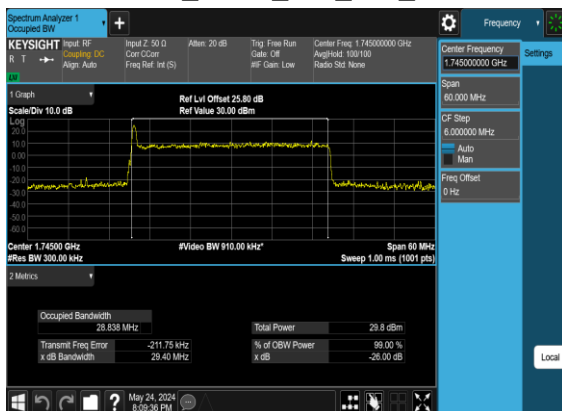 Spectrum Analyzer 1
Occupied BW
+
Frequency
KEYSIGHT
Input: RF
Input Z: 50 Ω
Atten: 20 dB
Trig: Free Run
Center Freq: 1.745000000 GHz
R T
Coupling: DC
Corr CCorr
Gate: Off
Avg|Hold: 100/100
Align: Auto
Freq Ref: Int (S)
#IF Gain: Low
Radio Std: None
Center Frequency
1.745000000 GHz
Settings
Span
60.000 MHz
CF Step
6.000000 MHz
Auto
Man
Freq Offset
0 Hz
1 Graph
Ref Lvl Offset 25.80 dB
Scale/Div 10.0 dB
Ref Value 30.00 dBm
Log
20.0
10.0
0.00
-10.0
-20.0
-30.0
-40.0
-50.0
-60.0
Center 1.74500 GHz
#Video BW 910.00 kHz*
Span 60 MHz
#Res BW 300.00 kHz
Sweep 1.00 ms (1001 pts)
2 Metrics
Occupied Bandwidth
28.838 MHz
Total Power
29.8 dBm
Transmit Freq Error
-211.75 kHz
% of OBW Power
99.00 %
x dB Bandwidth
29.40 MHz
x dB
-26.00 dB
Local
?
May 24, 2024
8:09:36 PM